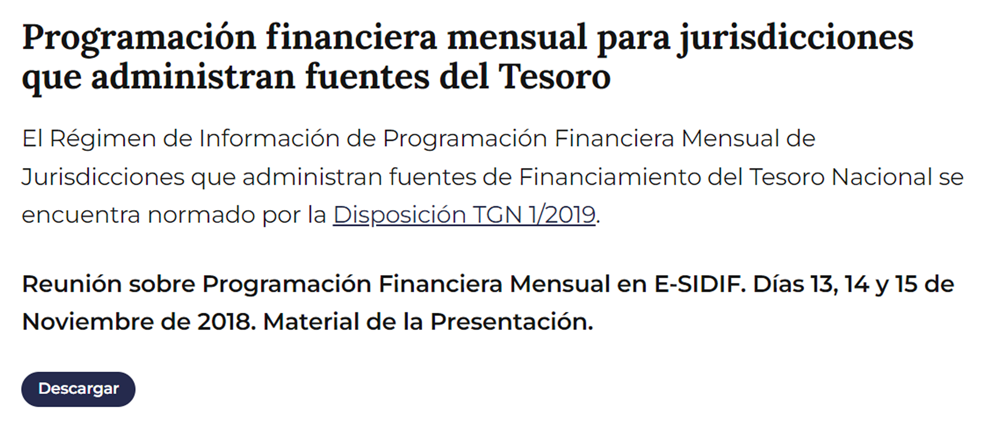 Programación financiera mensual para jurisdicciones
que administran fuentes del Tesoro
El Régimen de Información de Programación Financiera Mensual de
Jurisdicciones que administran fuentes de Financiamiento del Tesoro Nacional se
encuentra normado por la Disposición TGN 1/2019.
Reunión sobre Programación Financiera Mensual en E-SIDIF. Días 13, 14 y 15 de
Noviembre de 2018. Material de la Presentación.
Descargar